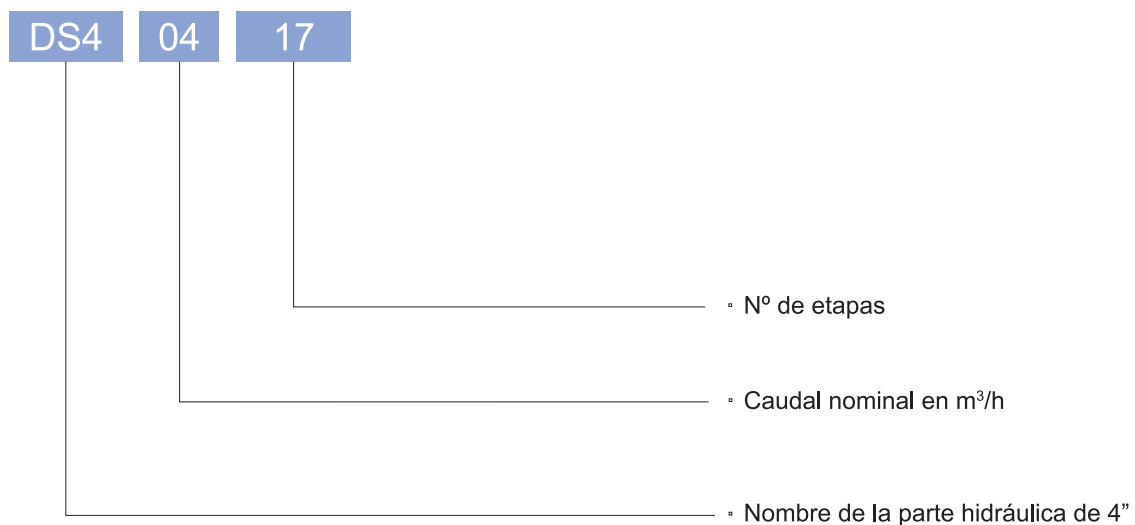 DS4 04 17
Nº de etapas
Caudal nominal en m³/h
Nombre de la parte hidráulica de 4”